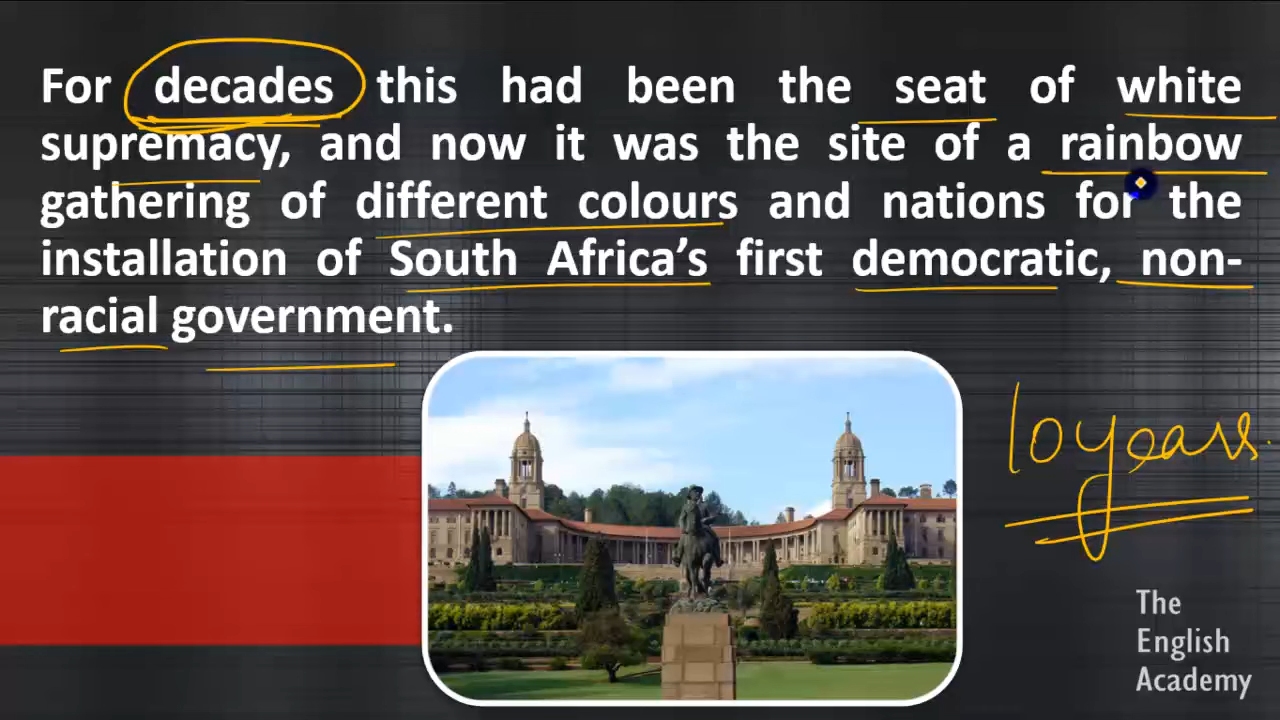 For decades this had been the seat of white
supremacy, and now it was the site of a rainbow
gathering of different colours and nations for the
installation of South Africa’s first democratic, non-
racial government.
10 years.
The
English
Academy